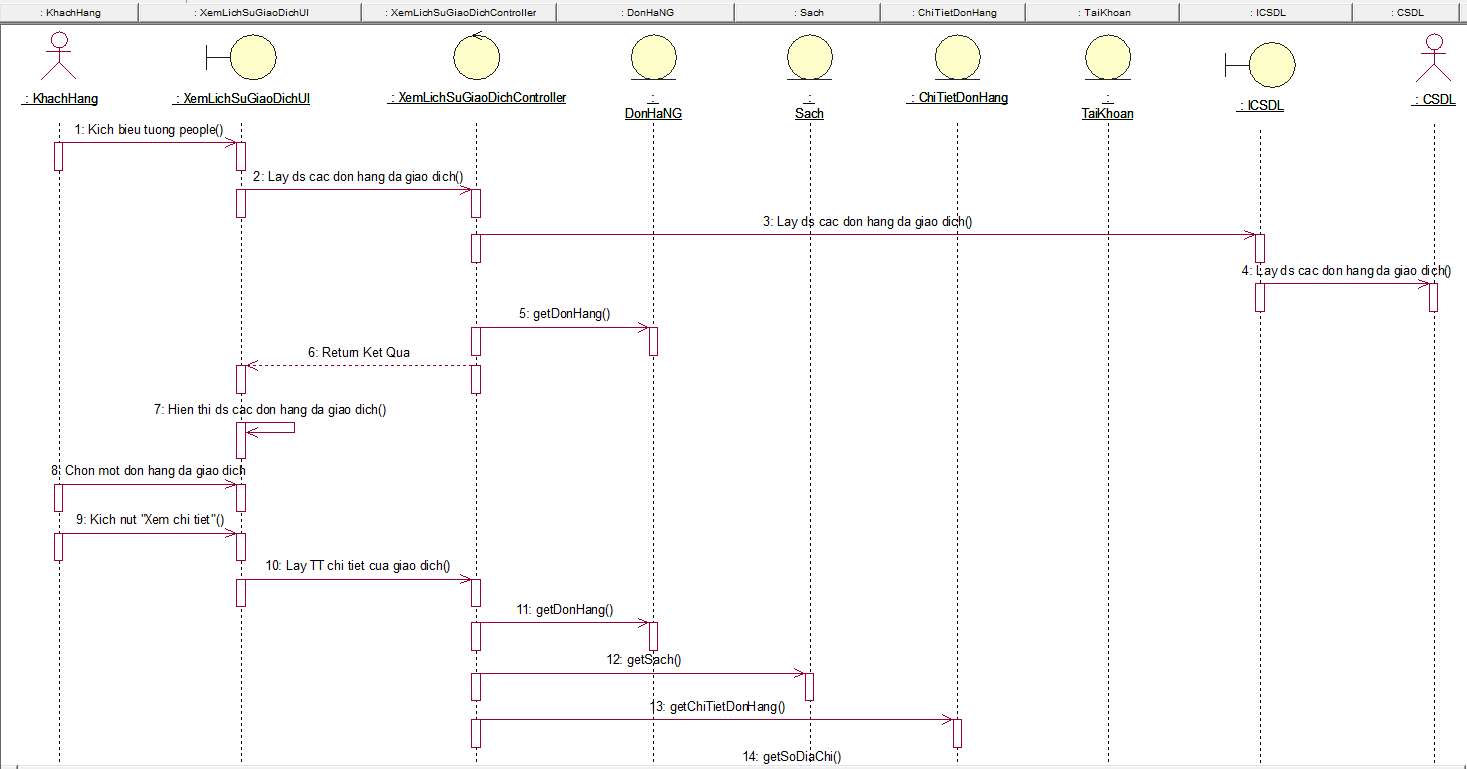 : KhachHang
: XemLichSuGiaoDichUI
: XemLichSuGiaoDichController
: DonHaNG
: Sach
: ChiTietDonHang
: TaiKhoan
: ICSDL
: CSDL
: KhachHang
: XemLichSuGiaoDichUI
: XemLichSuGiaoDichController
:
DonHaNG
:
Sach
: ChiTietDonHang
:
TaiKhoan
: ICSDL
: CSDL
1: Kich bieu tuong people()
2: Lay ds cac don hang da giao dich()
3: Lay ds cac don hang da giao dich()
4: Lay ds cac don hang da giao dich()
5: getDonHang()
6: Return Ket Qua
7: Hien thi ds cac don hang da giao dich()
8: Chon mot don hang da giao dich
9: Kich nut "Xem chi tiet"()
10: Lay TT chi tiet cua giao dich()
11: getDonHang()
12: getSach()
13: getChiTietDonHang()
14: getSoDiaChi()